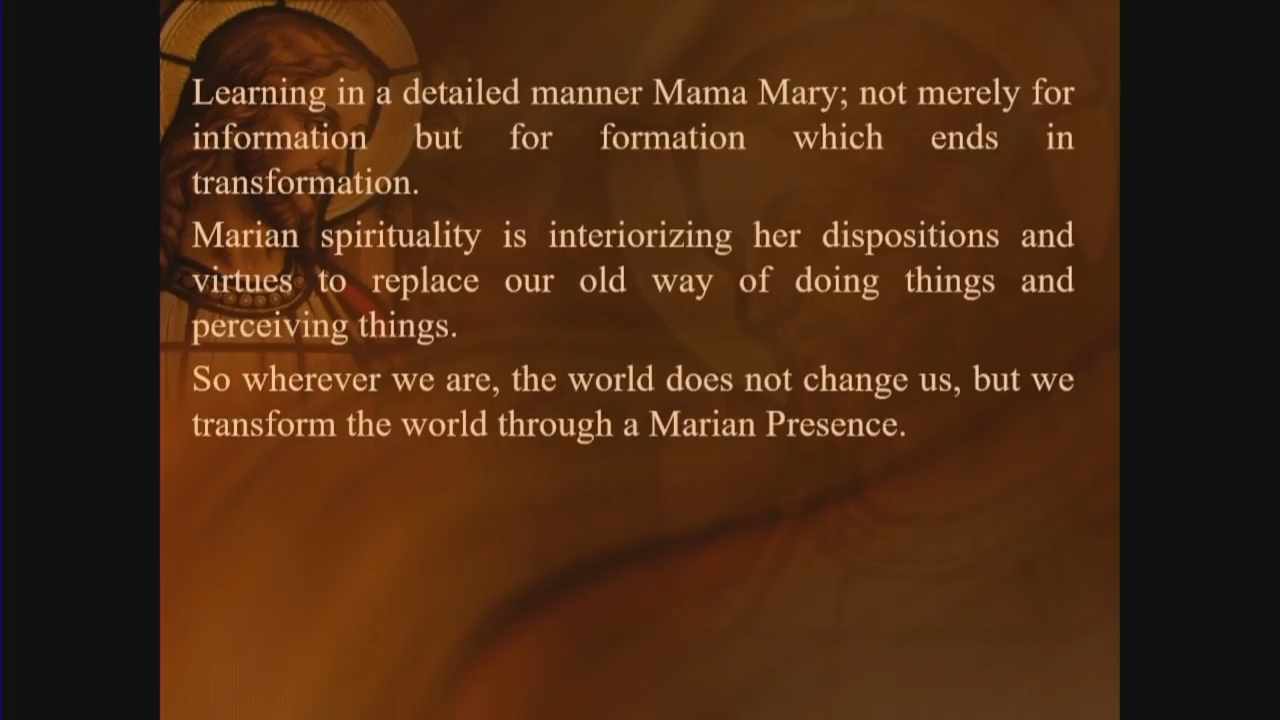 Learning in a detailed manner Mama Mary; not merely for
information but for formation which ends in
transformation.
Marian spirituality is interiorizing her dispositions and
virtues to replace our old way of doing things and
perceiving things.
So wherever we are, the world does not change us, but we
transform the world through a Marian Presence.